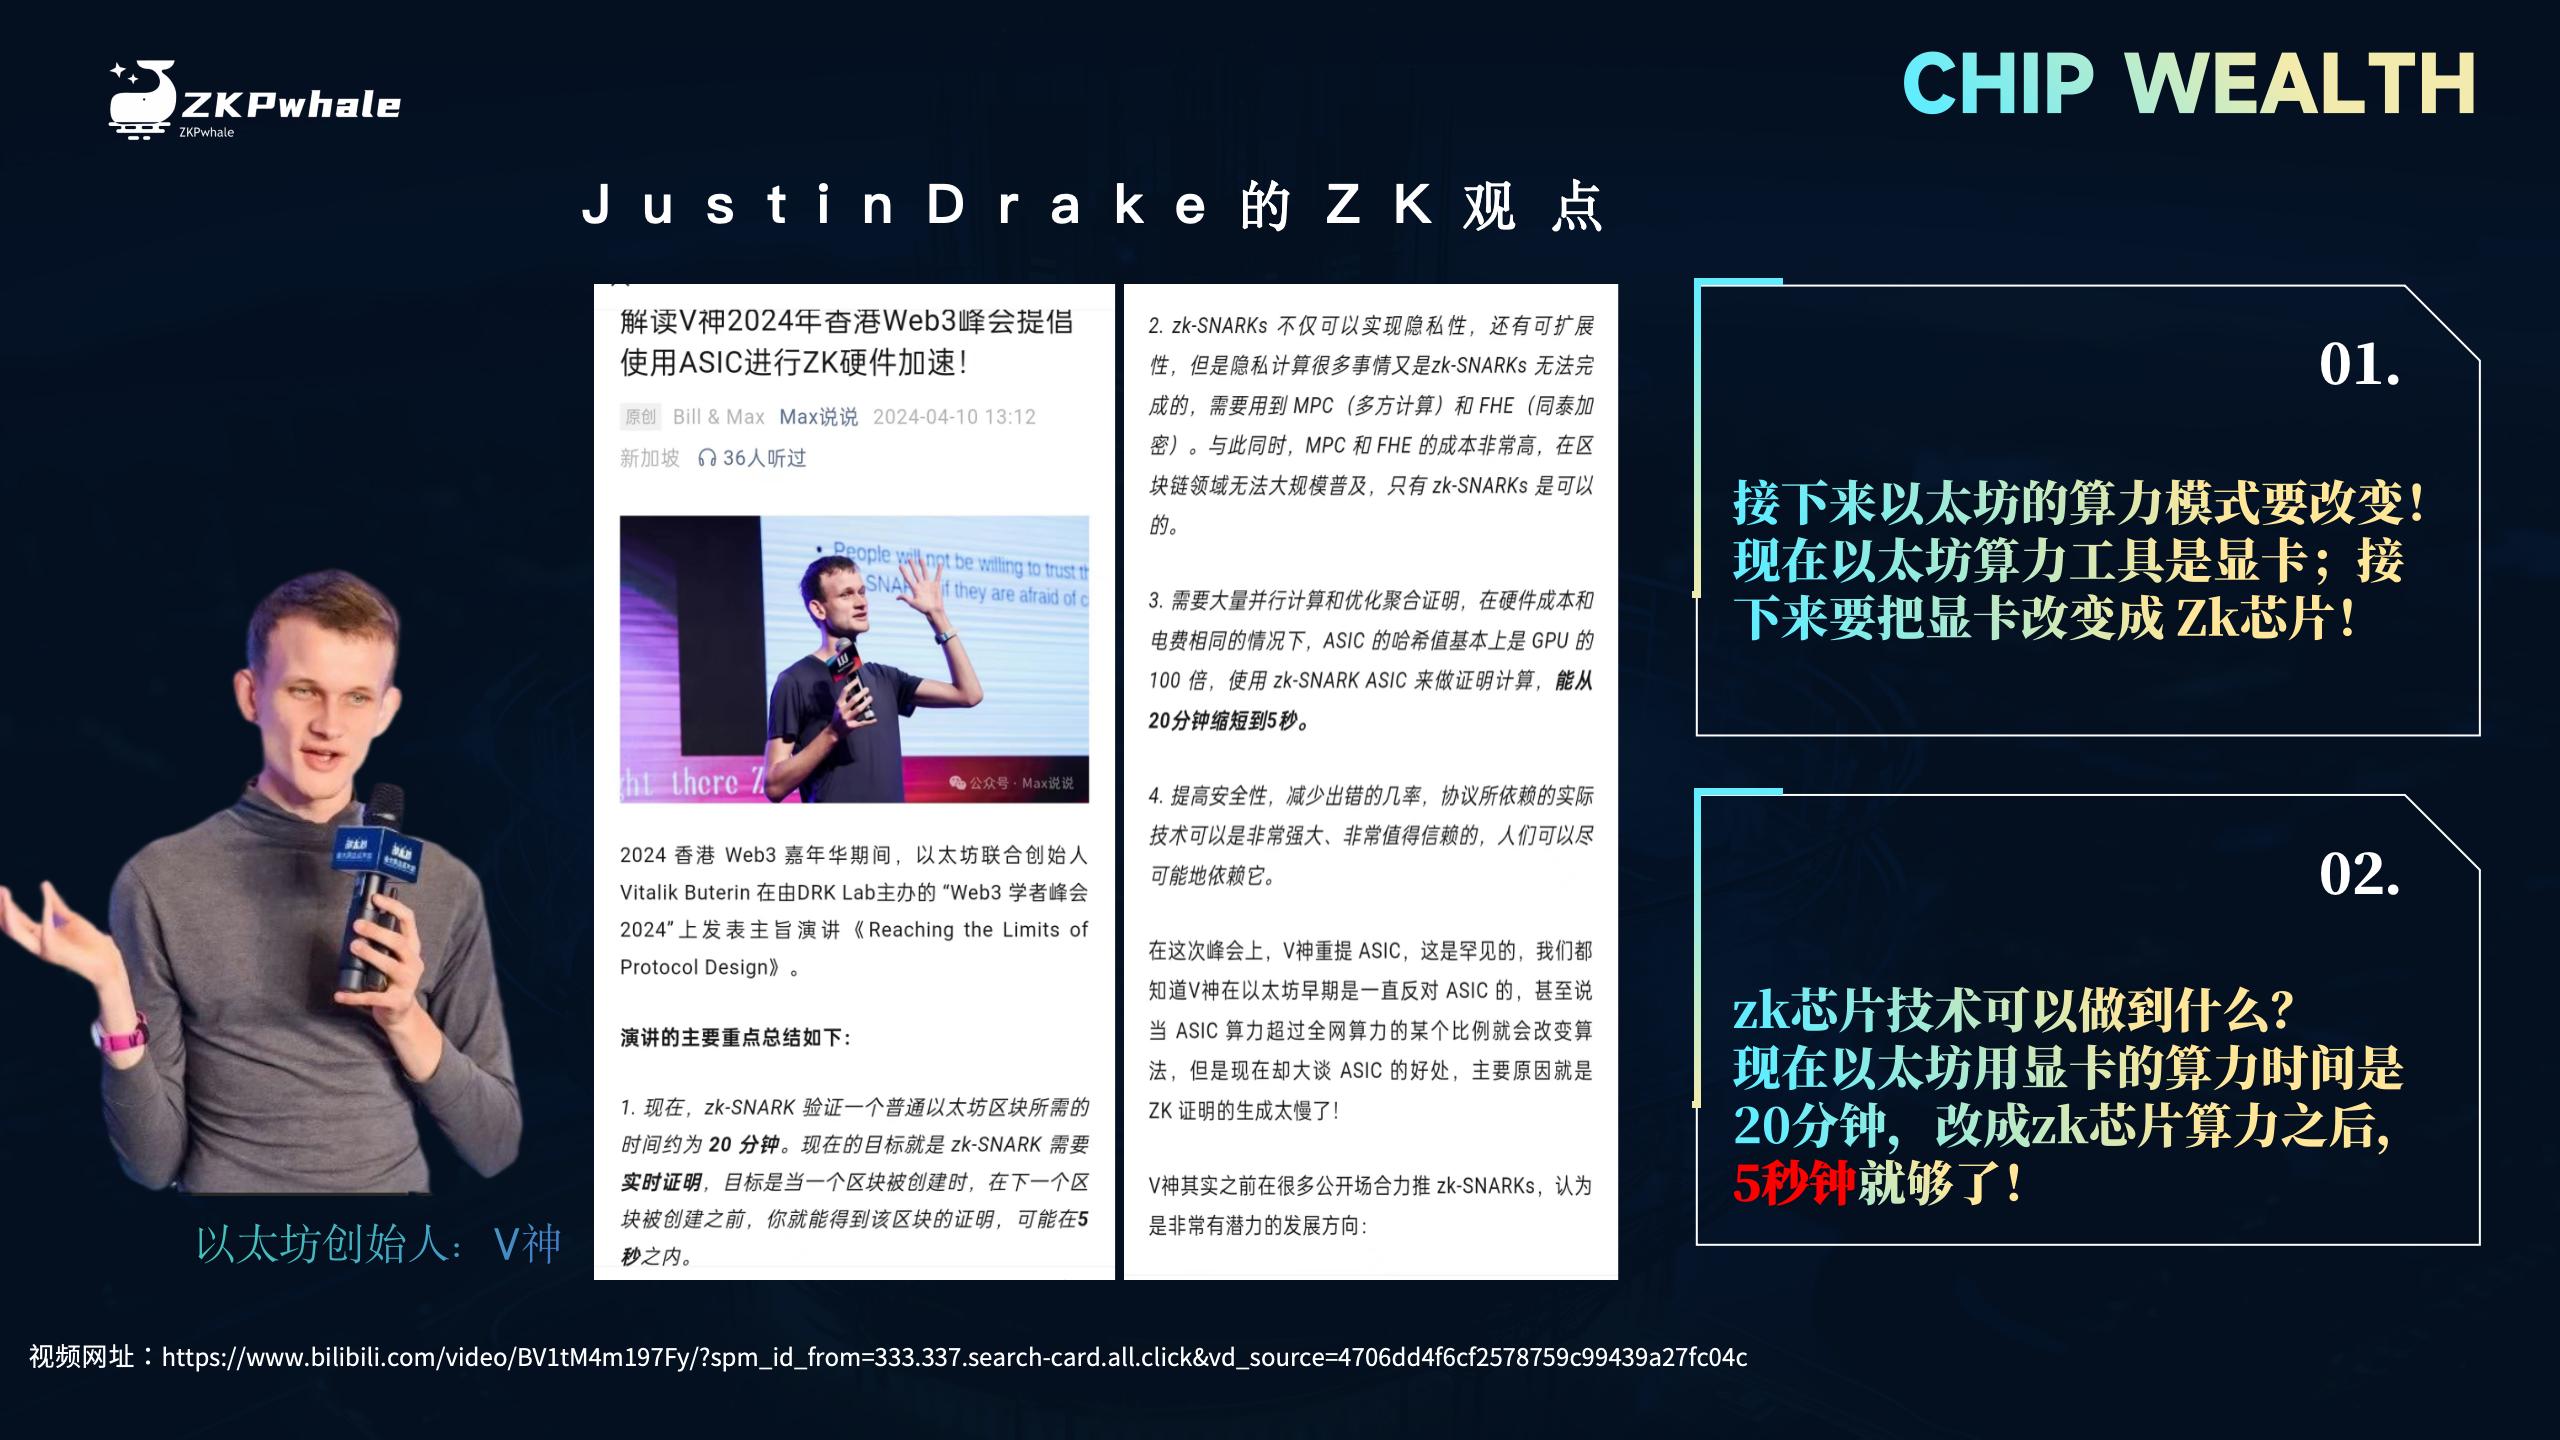 ZKPwhale
ZKPwhale
CHIP WEALTH
JustinDrake的ZK观点
解读V神2024年香港Web3峰会提倡
使用ASIC进行ZK硬件加速！
原创 Bill & Max Max说说 2024-04-10 13:12
新加坡 36人听过
People will not be willing to trust th
SNA if they are afraid of c
ght there Z
公众号 · Max说说
2024 香港 Web3 嘉年华期间，以太坊联合创始人
Vitalik Buterin 在由DRK Lab主办的 “Web3 学者峰会
2024”上发表主旨演讲《Reaching the Limits of
Protocol Design》。
演讲的主要重点总结如下：
1. 现在，zk-SNARK 验证一个普通以太坊区块所需的
时间约为 20 分钟。现在的目标就是 zk-SNARK 需要
实时证明，目标是当一个区块被创建时，在下一个区
块被创建之前，你就能得到该区块的证明，可能在5
秒之内。
2. zk-SNARKs 不仅可以实现隐私性，还有可扩展
性，但是隐私计算很多事情又是zk-SNARKs 无法完
成的，需要用到 MPC（多方计算）和 FHE（同泰加
密）。与此同时，MPC 和 FHE 的成本非常高，在区
块链领域无法大规模普及，只有 zk-SNARKs 是可以
的。
3. 需要大量并行计算和优化聚合证明，在硬件成本和
电费相同的情况下，ASIC 的哈希值基本上是 GPU 的
100 倍，使用 zk-SNARK ASIC 来做证明计算，能从
20分钟缩短到5秒。
4. 提高安全性，减少出错的几率，协议所依赖的实际
技术可以是非常强大、非常值得信赖的，人们可以尽
可能地依赖它。
在这次峰会上，V神重提 ASIC，这是罕见的，我们都
知道V神在以太坊早期是一直反对 ASIC 的，甚至说
当 ASIC 算力超过全网算力的某个比例就会改变算
法，但是现在却大谈 ASIC 的好处，主要原因就是
ZK 证明的生成太慢了！
V神其实之前在很多公开场合力推 zk-SNARKs，认为
是非常有潜力的发展方向：
01.
接下来以太坊的算力模式要改变！
现在以太坊算力工具是显卡；接
下来要把显卡改变成 Zk芯片！
02.
zk芯片技术可以做到什么？
现在以太坊用显卡的算力时间是
20分钟，改成zk芯片算力之后，
5秒钟就够了！
以太坊创始人：V神
视频网址：https://www.bilibili.com/video/BV1tM4m197Fy/?spm_id_from=333.337.search-card.all.click&vd_source=4706dd4f6cf2578759c99439a27fc04c